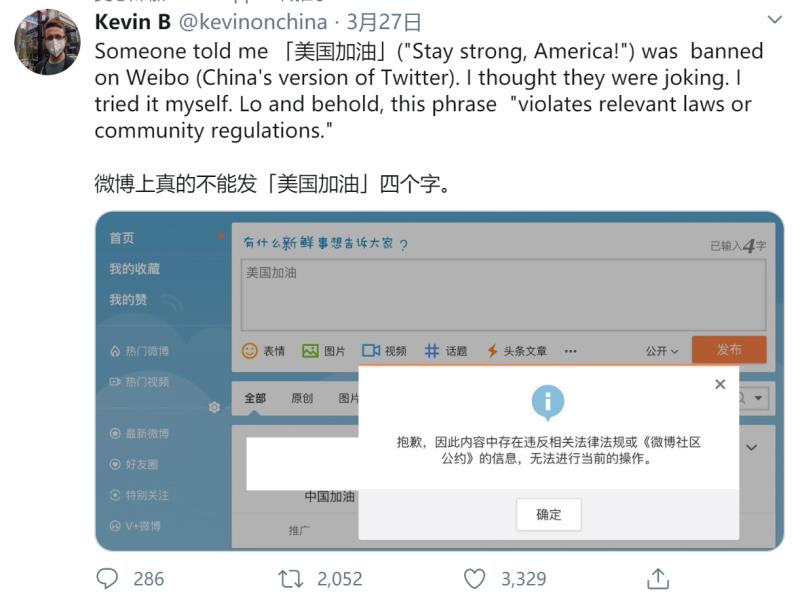 Kevin B @kevinonchina · 3月27日
Someone told me 「美国加油」("Stay strong, America!") was banned
on Weibo (China's version of Twitter). I thought they were joking. I
tried it myself. Lo and behold, this phrase "violates relevant laws or
community regulations."
微博上真的不能发「美国加油」四个字。
首页
我的收藏
我的赞
热门微博
热门视频
最新微博
好友圈
特别关注
V+微博
有什么新鲜事想告诉大家?
已输入4字
美国加油
表情 图片 视频 话题 头条文章 ... 公开 发布
全部 原创 图片
抱歉，因此内容中存在违反相关法律法规或《微博社区
公约》的信息，无法进行当前的操作。
确定
中国加油
推广
286 2,052 3,329